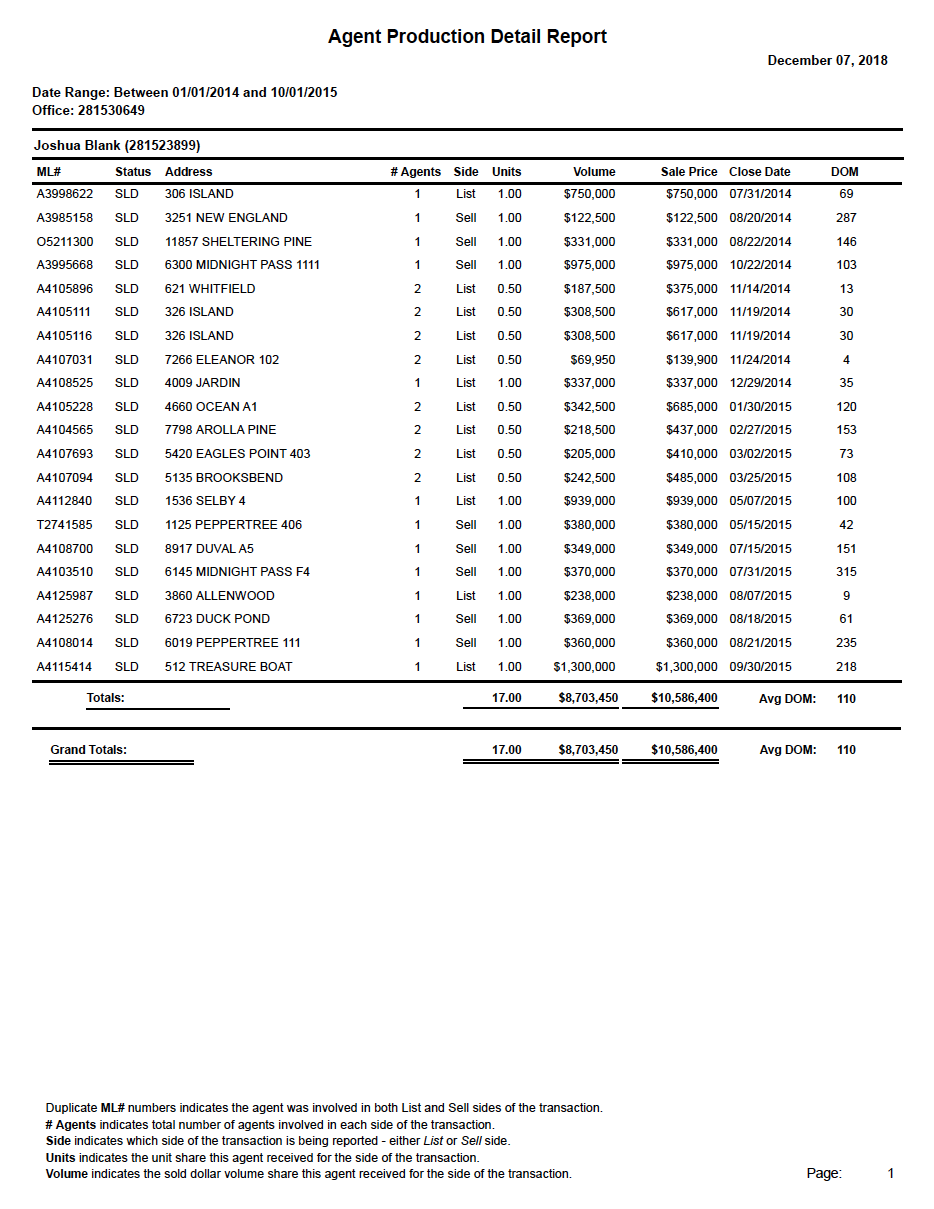 Agent Production Detail Report
December 07, 2018
Date Range: Between 01/01/2014 and 10/01/2015
Office: 281530649
Joshua Blank (281523899)
ML# Status Address # Agents Side Units Volume Sale Price Close Date DOM
A3998622 SLD 306 ISLAND 1 List 1.00 $750,000 $750,000 07/31/2014 69
A3985158 SLD 3251 NEW ENGLAND 1 Sell 1.00 $122,500 $122,500 08/20/2014 287
O5211300 SLD 11857 SHELTERING PINE 1 Sell 1.00 $331,000 $331,000 08/22/2014 146
A3995668 SLD 6300 MIDNIGHT PASS 1111 1 Sell 1.00 $975,000 $975,000 10/22/2014 103
A4105896 SLD 621 WHITFIELD 2 List 0.50 $187,500 $375,000 11/14/2014 13
A4105111 SLD 326 ISLAND 2 List 0.50 $308,500 $617,000 11/19/2014 30
A4105116 SLD 326 ISLAND 2 List 0.50 $308,500 $617,000 11/19/2014 30
A4107031 SLD 7266 ELEANOR 102 2 List 0.50 $69,950 $139,900 11/24/2014 4
A4108525 SLD 4009 JARDIN 1 List 1.00 $337,000 $337,000 12/29/2014 35
A4105228 SLD 4660 OCEAN A1 2 List 0.50 $342,500 $685,000 01/30/2015 120
A4104565 SLD 7798 AROLLA PINE 2 List 0.50 $218,500 $437,000 02/27/2015 153
A4107693 SLD 5420 EAGLES POINT 403 2 List 0.50 $205,000 $410,000 03/02/2015 73
A4107094 SLD 5135 BROOKSBEND 2 List 0.50 $242,500 $485,000 03/25/2015 108
A4112840 SLD 1536 SELBY 4 1 List 1.00 $939,000 $939,000 05/07/2015 100
T2741585 SLD 1125 PEPPERTREE 406 1 Sell 1.00 $380,000 $380,000 05/15/2015 42
A4108700 SLD 8917 DUVAL A5 1 Sell 1.00 $349,000 $349,000 07/15/2015 151
A4103510 SLD 6145 MIDNIGHT PASS F4 1 Sell 1.00 $370,000 $370,000 07/31/2015 315
A4125987 SLD 3860 ALLENWOOD 1 List 1.00 $238,000 $238,000 08/07/2015 9
A4125276 SLD 6723 DUCK POND 1 Sell 1.00 $369,000 $369,000 08/18/2015 61
A4108014 SLD 6019 PEPPERTREE 111 1 Sell 1.00 $360,000 $360,000 08/21/2015 235
A4115414 SLD 512 TREASURE BOAT 1 List 1.00 $1,300,000 $1,300,000 09/30/2015 218
Totals: 17.00 $8,703,450 $10,586,400 Avg DOM: 110
Grand Totals: 17.00 $8,703,450 $10,586,400 Avg DOM: 110
Duplicate ML# numbers indicates the agent was involved in both List and Sell sides of the transaction.
# Agents indicates total number of agents involved in each side of the transaction.
Side indicates which side of the transaction is being reported - either List or Sell side.
Units indicates the unit share this agent received for the side of the transaction.
Volume indicates the sold dollar volume share this agent received for the side of the transaction.
Page: 1